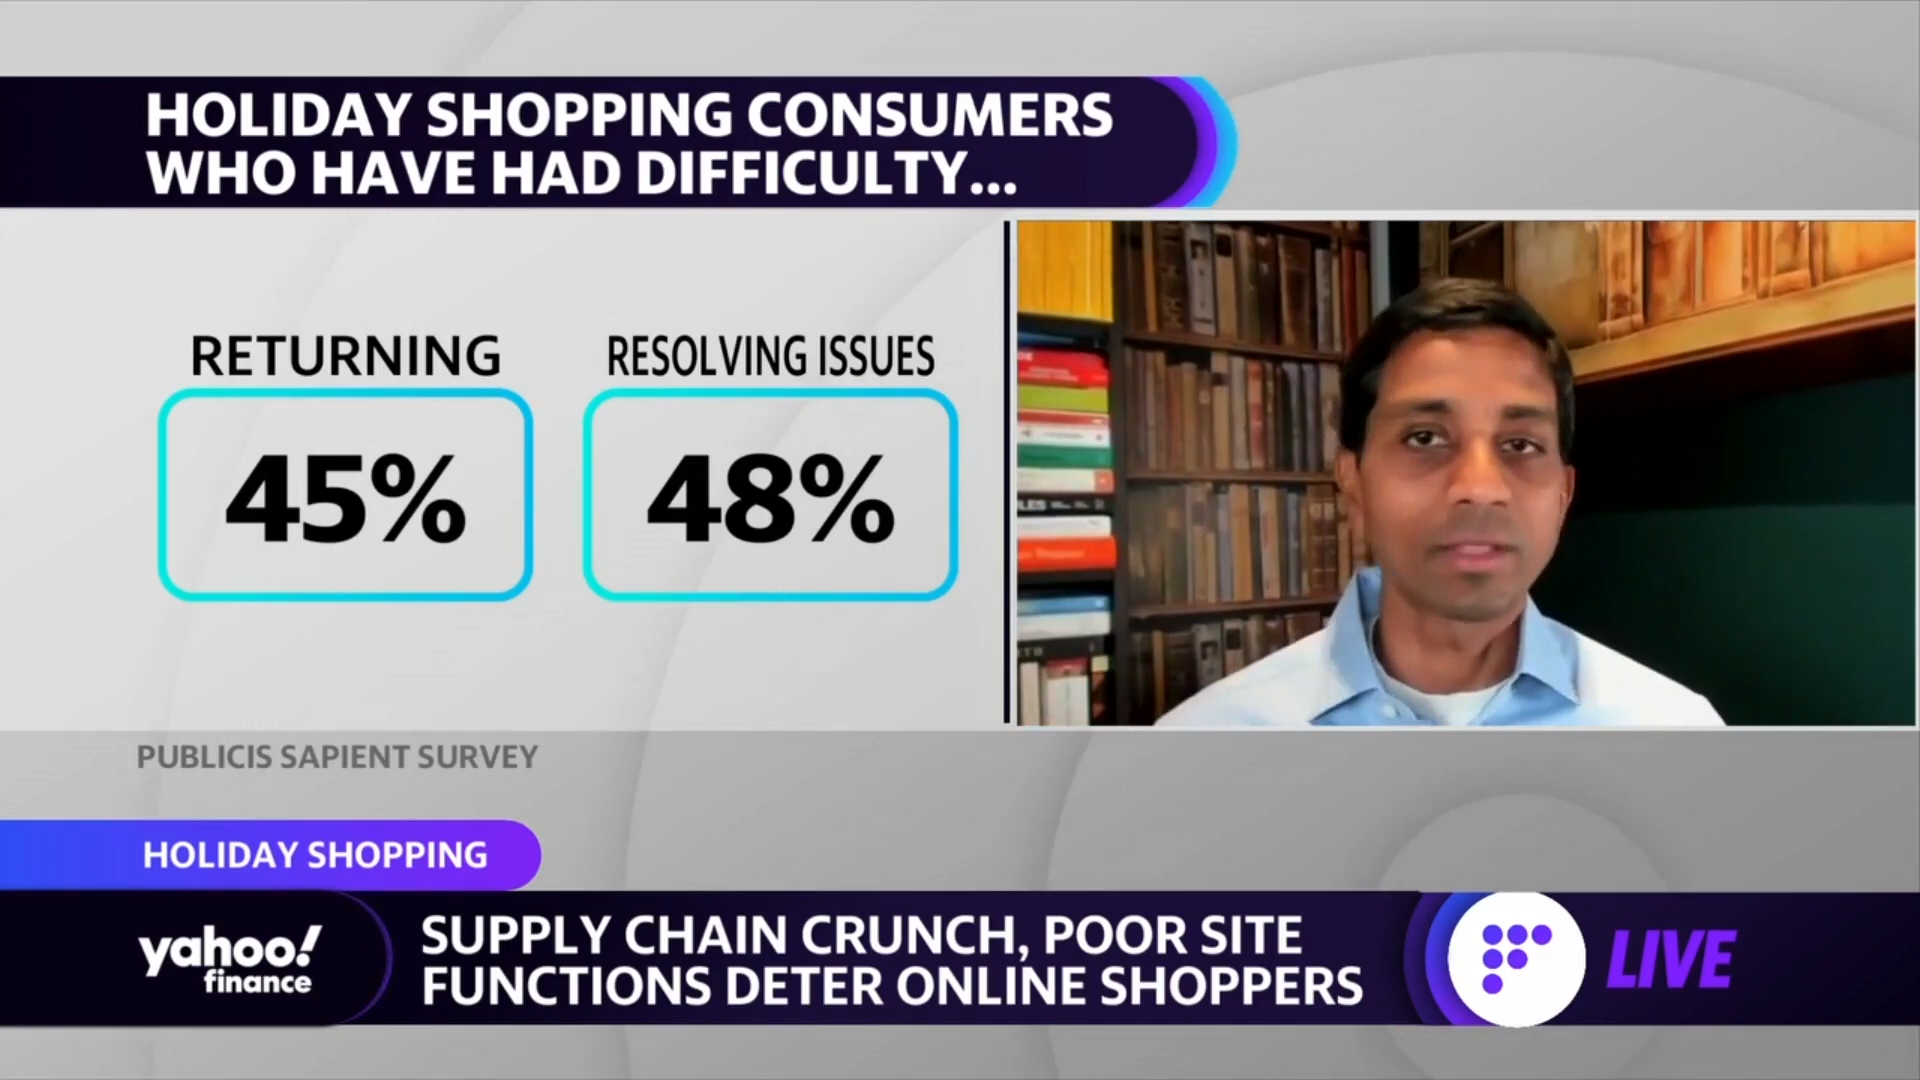 HOLIDAY SHOPPING CONSUMERS
WHO HAVE HAD DIFFICULTY...
RETURNING
RESOLVING ISSUES
45%
48%
PUBLICIS SAPIENT SURVEY
HOLIDAY SHOPPING
yahoo!
finance
SUPPLY CHAIN CRUNCH, POOR SITE
FUNCTIONS DETER ONLINE SHOPPERS
LIVE